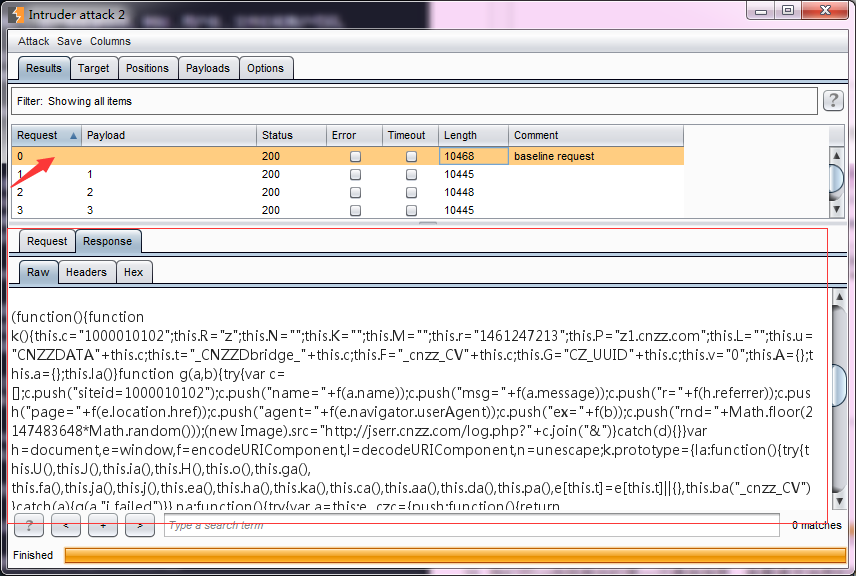 Intruder attack 2
Attack Save Columns
Results Target Positions Payloads Options
Filter: Showing all items
?
Request Payload Status Error Timeout Length Comment
0 200 10468 baseline request
1 1 200 10445
2 2 200 10448
3 3 200 10445
Request Response
Raw Headers Hex
(function(){function
k(){this.c="1000010102";this.R="z";this.N="";this.K="";this.M="";this.r="1461247213";this.P="z1.cnzz.com";this.L="";this.u=
"CNZZDATA"+this.c;this.t="_CNZZDbridge_"+this.c;this.F="_cnzz_CV"+this.c;this.G="CZ_UUID"+this.c;this.v="0";this.A={};t
his.a={};this.la()}function g(a,b){try{var c=
[];c.push("siteid=1000010102");c.push("name="+f(a.name));c.push("msg="+f(a.message));c.push("r="+f(h.referrer));c.pu
sh("page="+f(e.location.href));c.push("agent="+f(e.navigator.userAgent));c.push("ex="+f(b));c.push("rnd="+Math.floor(2
147483648*Math.random()));(new Image).src="http://jserr.cnzz.com/log.php?"+c.join("&")}catch(d){}}var
h=document,e=window,f=encodeURIComponent,l=decodeURIComponent,n=unescape;k.prototype={la:function(){try{t
his.U(),this.J(),this.ia(),this.H(),this.o(),this.ga(),
this.fa(),this.ja(),this.j(),this.ea(),this.ha(),this.ka(),this.ca(),this.aa(),this.da(),this.pa(),e[this.t]=e[this.t]||{},this.ba("_cnzz_CV")
}catch(a){g(a,"i failed")}},na:function(){try{var a=this;e._czc={push:function(){return
? < + > Type a search term 0 matches
Finished